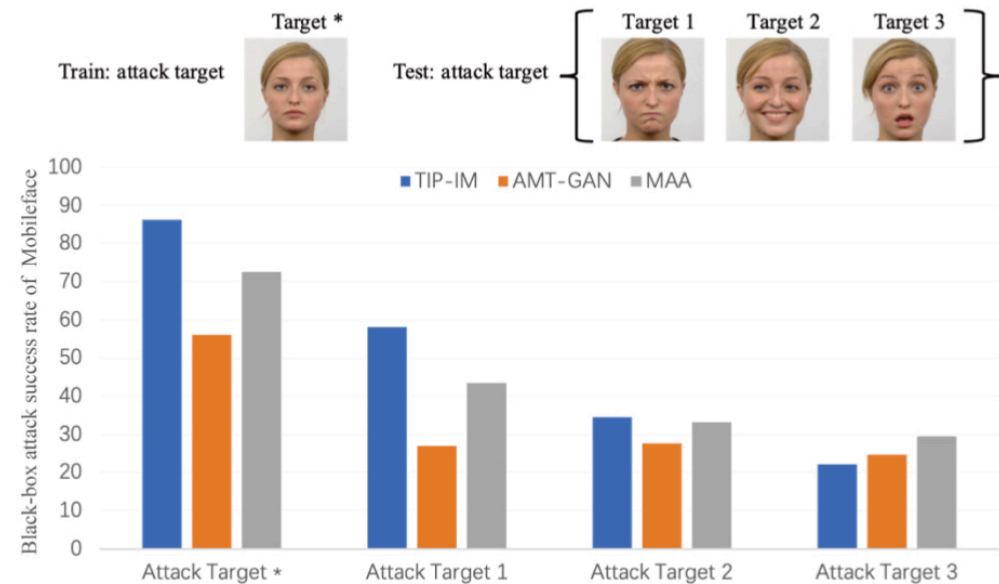 Target *
Train: attack target
Test: attack target
Target 1 Target 2 Target 3
Black-box attack success rate of Mobileface
100
90
80
70
60
50
40
30
20
10
0
TIP-IM AMT-GAN MAA
Attack Target * Attack Target 1 Attack Target 2 Attack Target 3